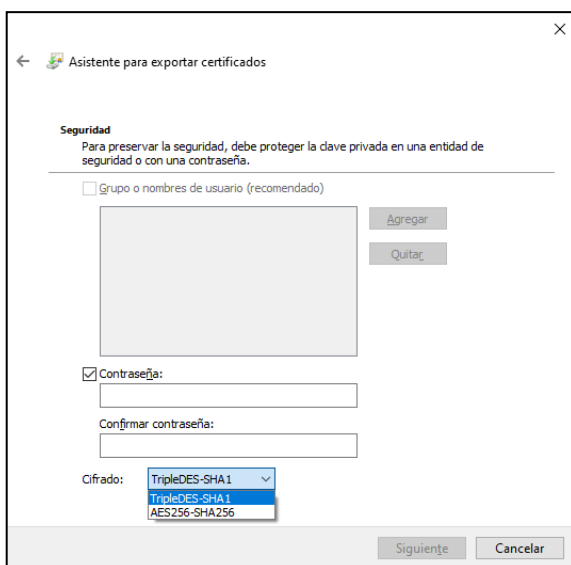 Asistente para exportar certificados
Seguridad
Para preservar la seguridad, debe proteger la clave privada en una entidad de
seguridad o con una contraseña.
Grupo o nombres de usuario (recomendado)
Agregar
Quitar
Contraseña:
Confirmar contraseña:
Cifrado: TripleDES-SHA1
TripleDES-SHA1
AES256-SHA256
Siguiente Cancelar